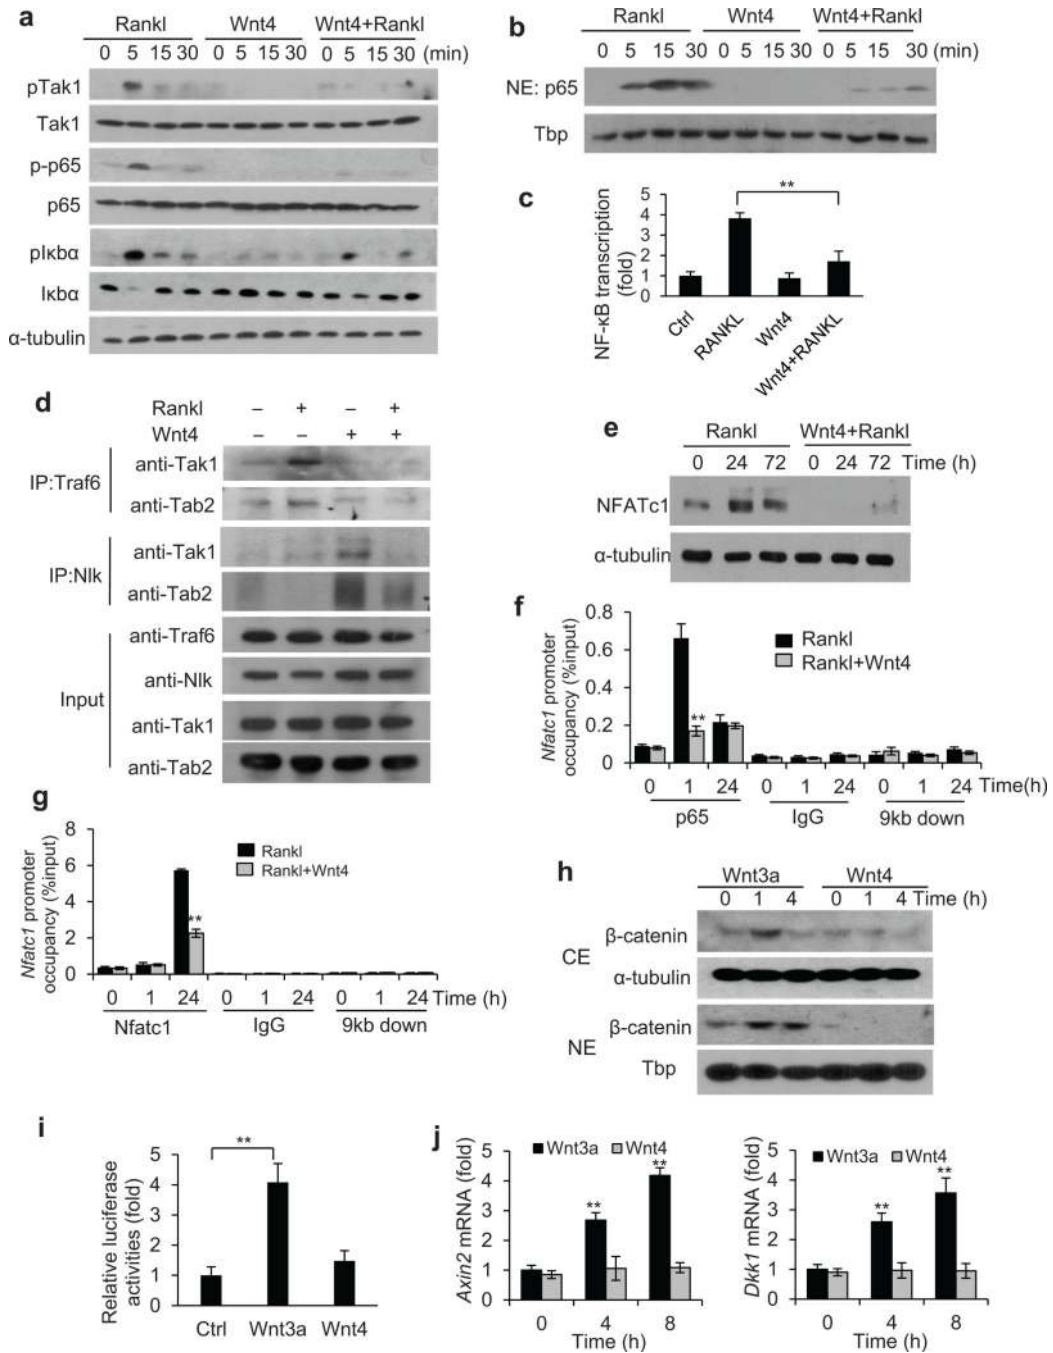 a
Rankl Wnt4 Wnt4+Rankl
0 5 15 30 0 5 15 30 0 5 15 30 (min)
pTak1
Tak1
p-p65
p65
pIκbα
Iκbα
α-tubulin
b
Rankl Wnt4 Wnt4+Rankl
0 5 15 30 0 5 15 30 0 5 15 30 (min)
NE: p65
Tbp
c
NF-κB transcription
(fold)
5
4
3
2
1
0
**
Ctrl
RANKL
Wnt4
Wnt4+RANKL
d
Rankl – + – +
Wnt4 – – + +
IP:Traf6
anti-Tak1
anti-Tab2
IP:Nlk
anti-Tak1
anti-Tab2
Input
anti-Traf6
anti-Nlk
anti-Tak1
anti-Tab2
e
Rankl Wnt4+Rankl
0 24 72 0 24 72 Time (h)
NFATc1
α-tubulin
f
Nfatc1 promoter
occupancy (%input)
0.8
0.6
0.4
0.2
0
Rankl
Rankl+Wnt4
**
0 1 24 0 1 24 0 1 24 Time(h)
p65 IgG 9kb down
g
Nfatc1 promoter
occupancy (%input)
8
6
4
2
0
Rankl
Rankl+Wnt4
**
0 1 24 0 1 24 0 1 24 Time (h)
Nfatc1 IgG 9kb down
h
Wnt3a Wnt4
0 1 4 0 1 4 Time (h)
CE
β-catenin
α-tubulin
NE
β-catenin
Tbp
i
Relative luciferase
activities (fold)
5
4
3
2
1
0
**
Ctrl Wnt3a Wnt4
j
Axin2 mRNA (fold)
5
4
3
2
1
0
Wnt3a Wnt4
**
**
0 4 8
Time (h)
Dkk1 mRNA (fold)
5
4
3
2
1
0
Wnt3a Wnt4
**
**
0 4 8
Time (h)